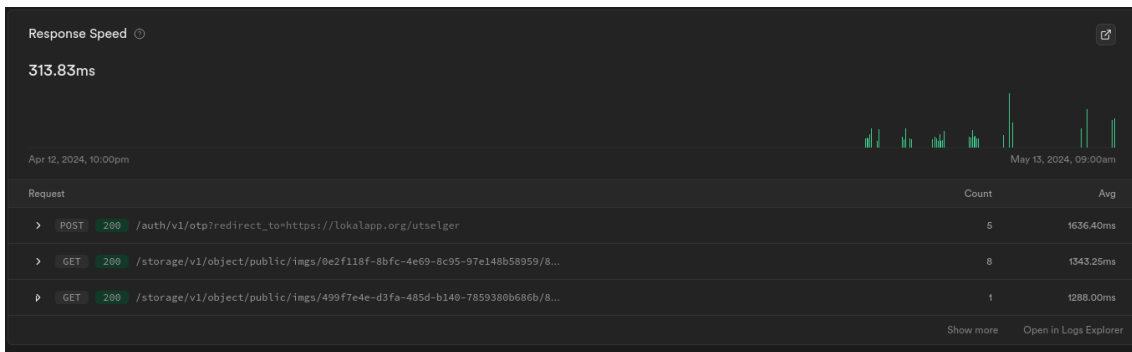 Response Speed
313.83ms
Apr 12, 2024, 10:00pm May 13, 2024, 09:00am
Request Count Avg
POST 200 /auth/v1/otp?redirect_to=https://lokalapp.org/utselger 5 1636.40ms
GET 200 /storage/v1/object/public/imgs/0e2f118f-8bfc-4e69-8c95-97e148b58959/8... 8 1343.25ms
GET 200 /storage/v1/object/public/imgs/499f7e4e-d3fa-485d-b140-7859380b686b/8... 1 1288.00ms
Show more Open in Logs Explorer